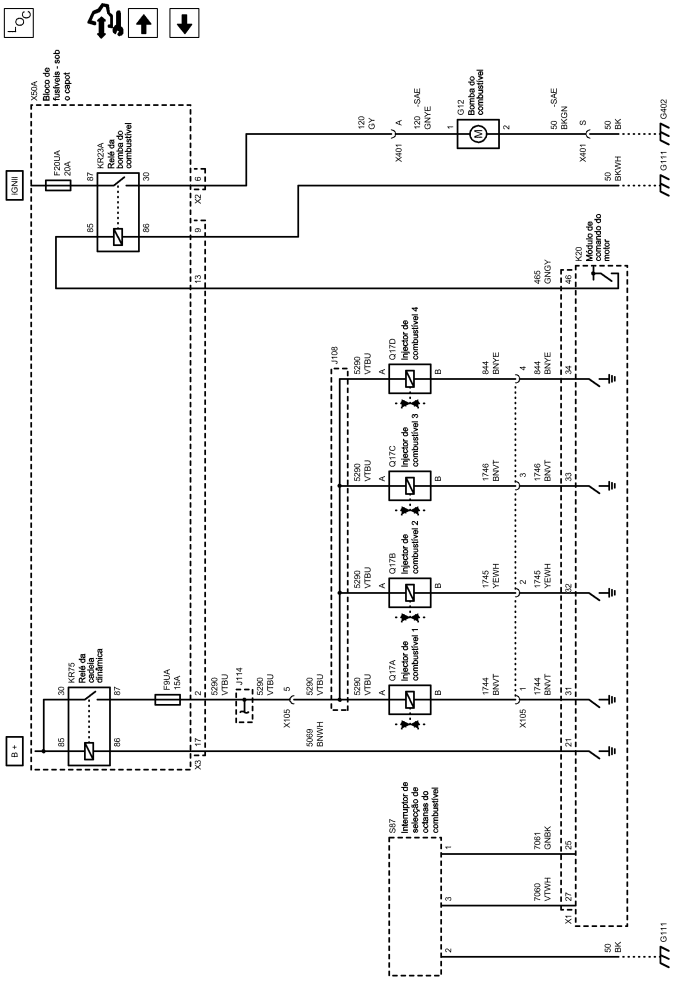 LOC
IGNII
B +
X50A
Bloco de
fusíveis - sob
o capot
F20UA
20A
KR23A
Relé da
bomba do
combustível
87
30
85
86
X2
6
9
13
120
GY
A
X401
120
-SAE
GNYE
1
G12
Bomba do
combustível
M
2
50
-SAE
BKGN
S
X401
50
BK
G402
50
BKWH
G111
465
GNGY
46
K20
Módulo de
comando do
motor
KR75
Relé da
cadeia
dinâmica
30
87
85
86
F9UA
15A
X3
17
2
5290
VTBU
J114
5290
VTBU
X105
5
5290
VTBU
5069
BNWH
J108
5290
VTBU
A
Q17D
Injector de
combustível 4
B
844
BNYE
4
844
BNYE
34
5290
VTBU
A
Q17C
Injector de
combustível 3
B
1746
BNVT
3
1746
BNVT
33
5290
VTBU
A
Q17B
Injector de
combustível 2
B
1745
YEWH
2
1745
YEWH
32
5290
VTBU
A
Q17A
Injector de
combustível 1
B
1744
BNVT
X105
1
1744
BNVT
31
21
S87
Interruptor de
selecção de
octanas do
combustível
1
3
2
7061
GNBK
25
7060
VTWH
27
X1
50
BK
G111